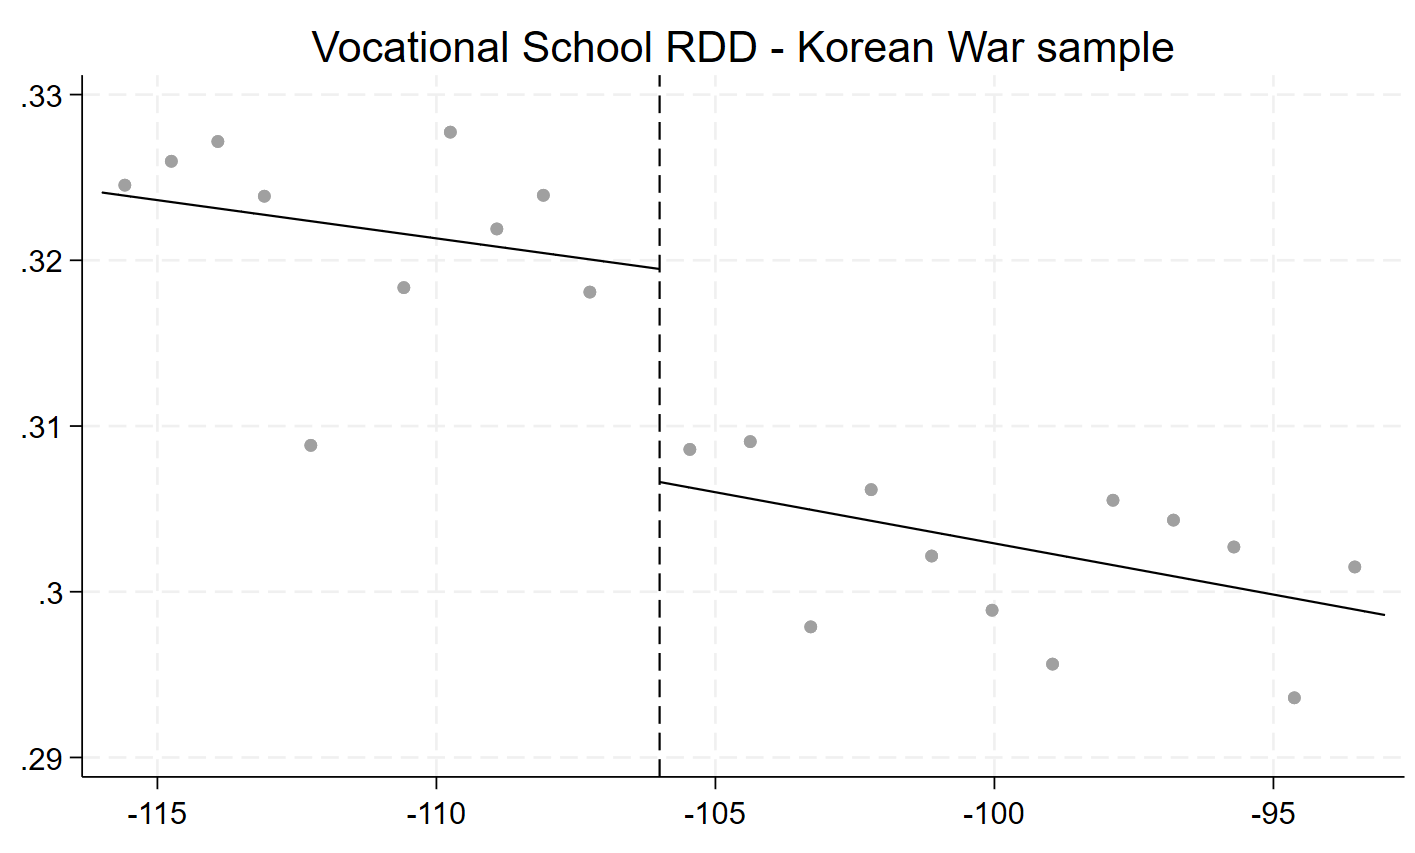 Vocational School RDD - Korean War sample
.33
.32
.31
.3
.29
-115 -110 -105 -100 -95